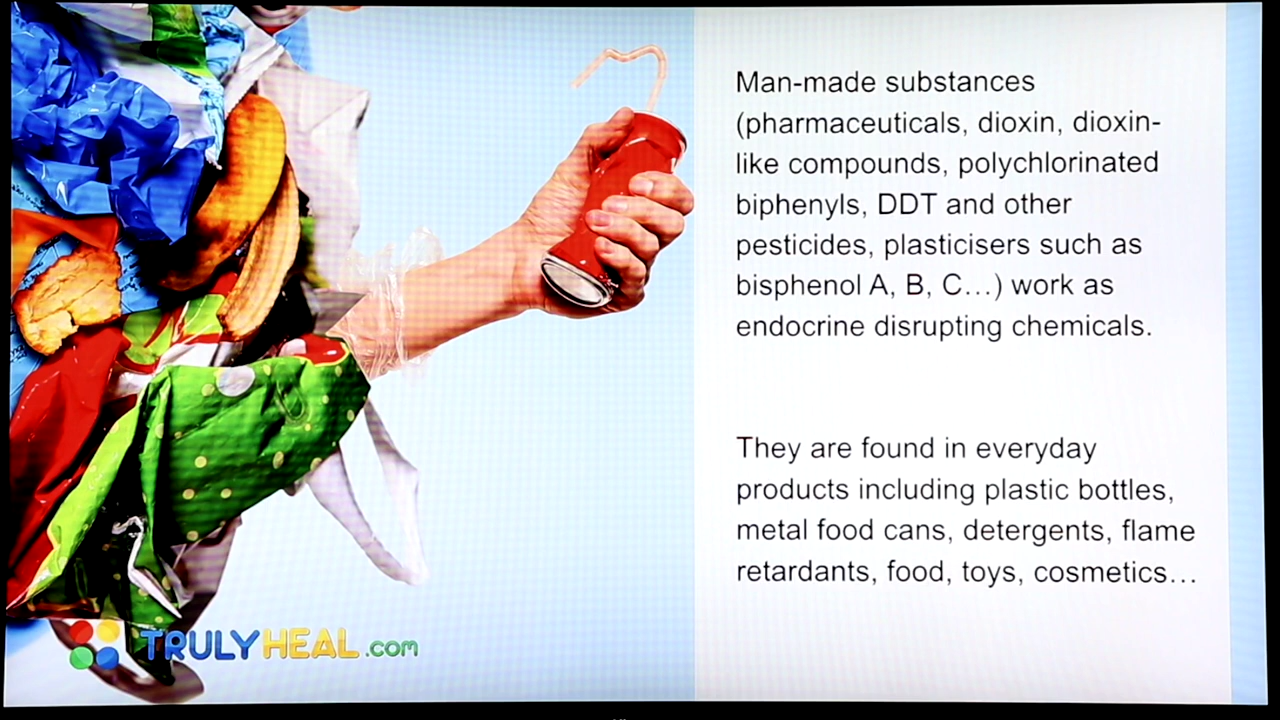 Man-made substances
(pharmaceuticals, dioxin, dioxin-
like compounds, polychlorinated
biphenyls, DDT and other
pesticides, plasticisers such as
bisphenol A, B, C...) work as
endocrine disrupting chemicals.
They are found in everyday
products including plastic bottles,
metal food cans, detergents, flame
retardants, food, toys, cosmetics...
TRULYHEAL.com